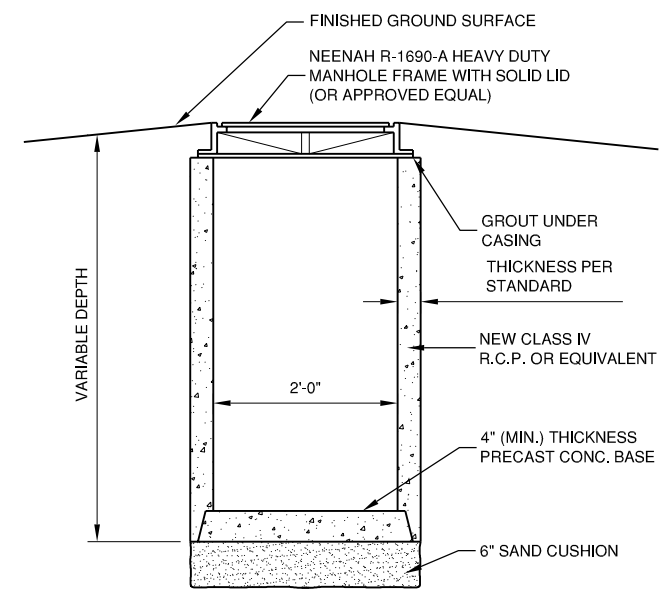 FINISHED GROUND SURFACE
NEENAH R-1690-A HEAVY DUTY
MANHOLE FRAME WITH SOLID LID
(OR APPROVED EQUAL)
GROUT UNDER
CASING
THICKNESS PER
STANDARD
VARIABLE DEPTH
NEW CLASS IV
R.C.P. OR EQUIVALENT
2'-0"
4" (MIN.) THICKNESS
PRECAST CONC. BASE
6" SAND CUSHION